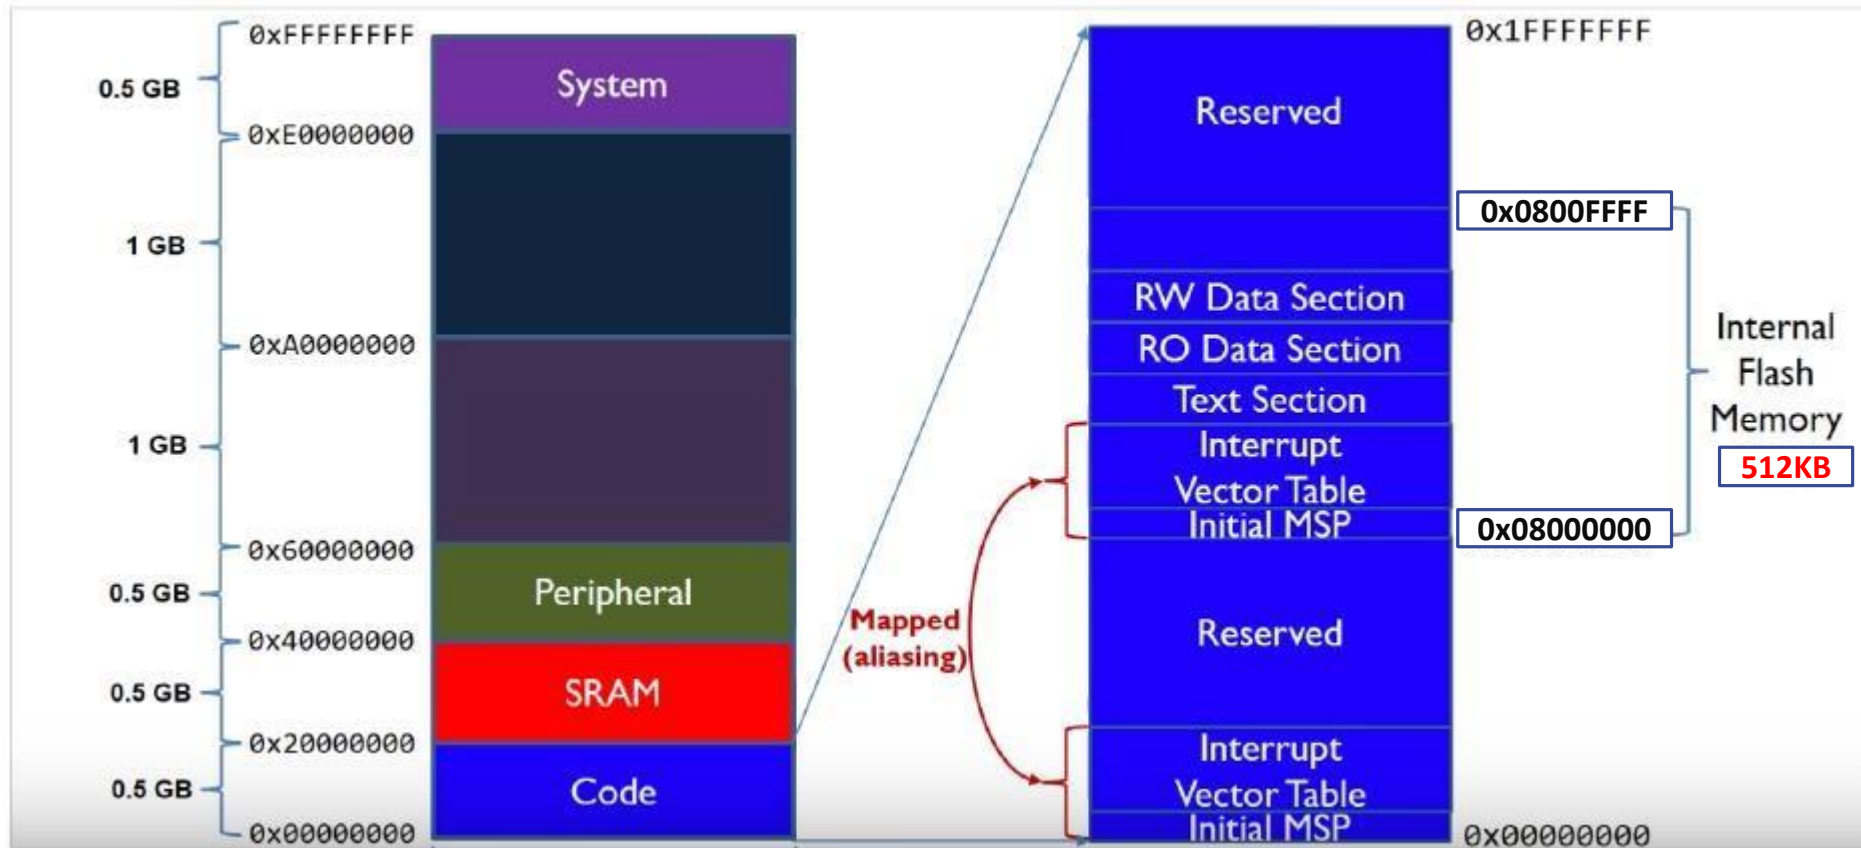 0xFFFFFFFF
0.5 GB
System
0xE0000000
1 GB
0xA0000000
1 GB
0x60000000
0.5 GB
Peripheral
0x40000000
0.5 GB
SRAM
0x20000000
0.5 GB
Code
0x00000000
Mapped
(aliasing)
0x1FFFFFFF
Reserved
0x0800FFFF
RW Data Section
RO Data Section
Text Section
Interrupt
Vector Table
Initial MSP
0x08000000
Internal
Flash
Memory
512KB
Reserved
Interrupt
Vector Table
Initial MSP
0x00000000